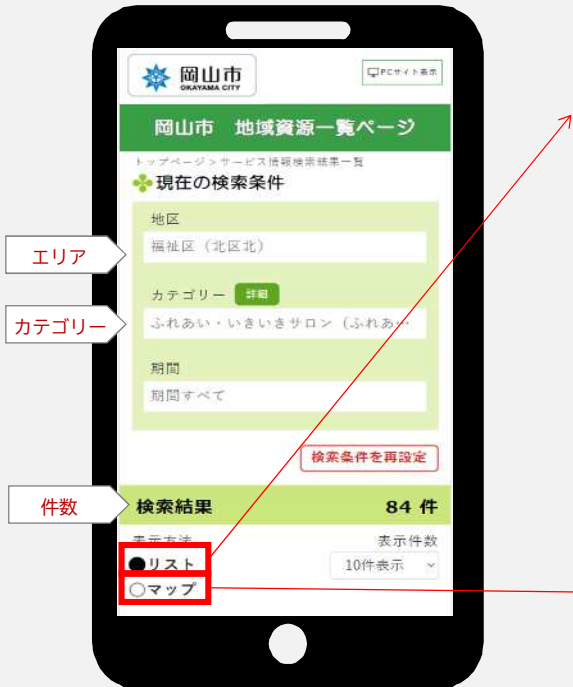 岡山市
OKAYAMA CITY
PCサイト表示
岡山市 地域資源一覧ページ
トップページ>サービス情報検索結果一覧
現在の検索条件
地区
福祉区（北区北）
エリア
カテゴリー 詳細
ふれあい・いきいきサロン（ふれあ…
カテゴリー
期間
期間すべて
検索条件を再設定
件数
検索結果 84 件
表示方法 表示件数
●リスト 10件表示
○マップ